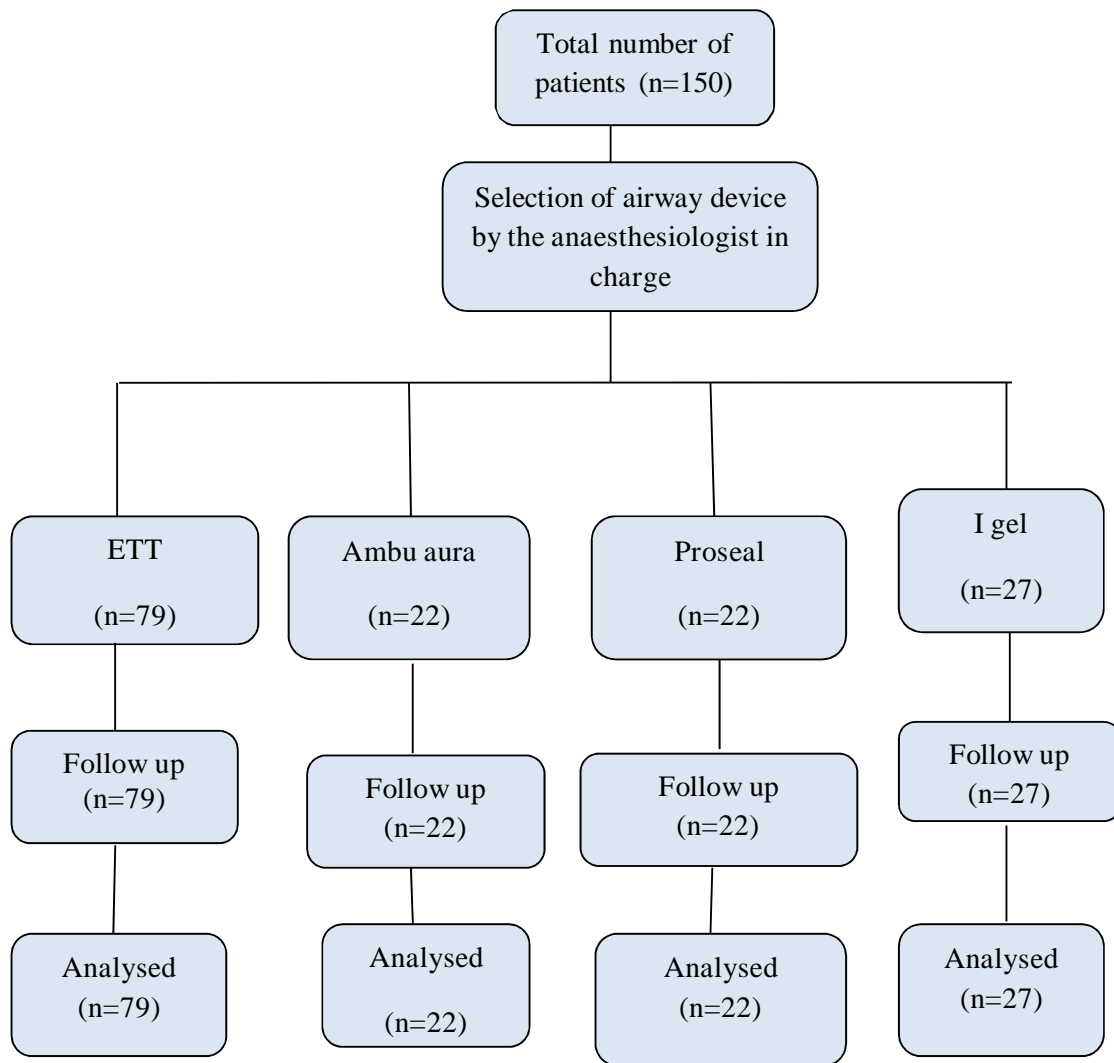 Total number of
patients (n=150)
Selection of airway device
by the anaesthesiologist in
charge
ETT
(n=79)
Ambu aura
(n=22)
Proseal
(n=22)
I gel
(n=27)
Follow up
(n=79)
Follow up
(n=22)
Follow up
(n=22)
Follow up
(n=27)
Analysed
(n=79)
Analysed
(n=22)
Analysed
(n=22)
Analysed
(n=27)